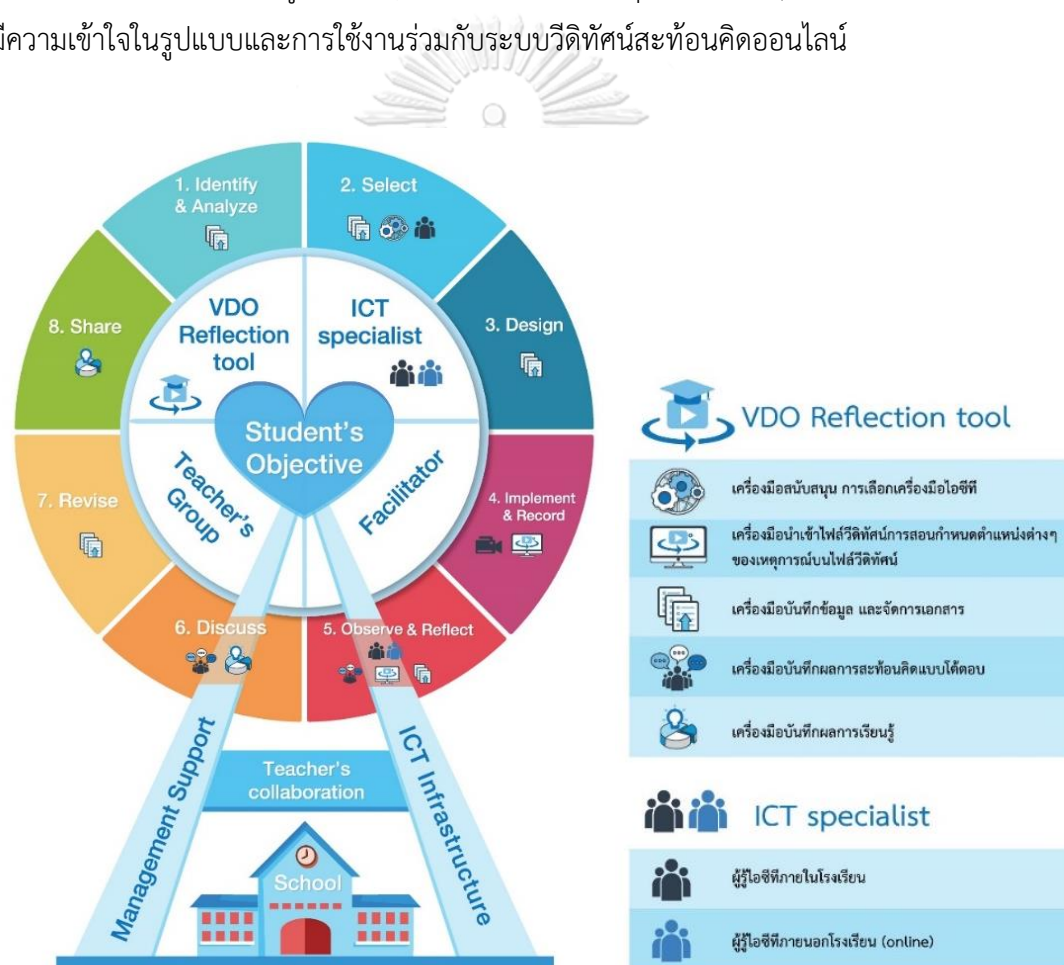 มีความเข้าใจในรูปแบบและการใช้งานร่วมกับระบบวีดิทัศน์สะท้อนคิดออนไลน์
1. Identify
& Analyze
2. Select
3. Design
4. Implement
& Record
5. Observe & Reflect
6. Discuss
7. Revise
8. Share
VDO
Reflection
tool
ICT
specialist
Teacher's
Group
Facilitator
Student's
Objective
Management Support
ICT Infrastructure
Teacher's
collaboration
School
VDO Reflection tool
เครื่องมือสนับสนุน การเลือกเครื่องมือไอซีที
เครื่องมือนำเข้าไฟล์วีดิทัศน์การสอนกำหนดตำแหน่งต่างๆ
ของเหตุการณ์บนไฟล์วีดิทัศน์
เครื่องมือบันทึกข้อมูล และจัดการเอกสาร
เครื่องมือบันทึกผลการสะท้อนคิดแบบโต้ตอบ
เครื่องมือบันทึกผลการเรียนรู้
ICT specialist
ผู้รู้ไอซีทีภายในโรงเรียน
ผู้รู้ไอซีทีภายนอกโรงเรียน (online)